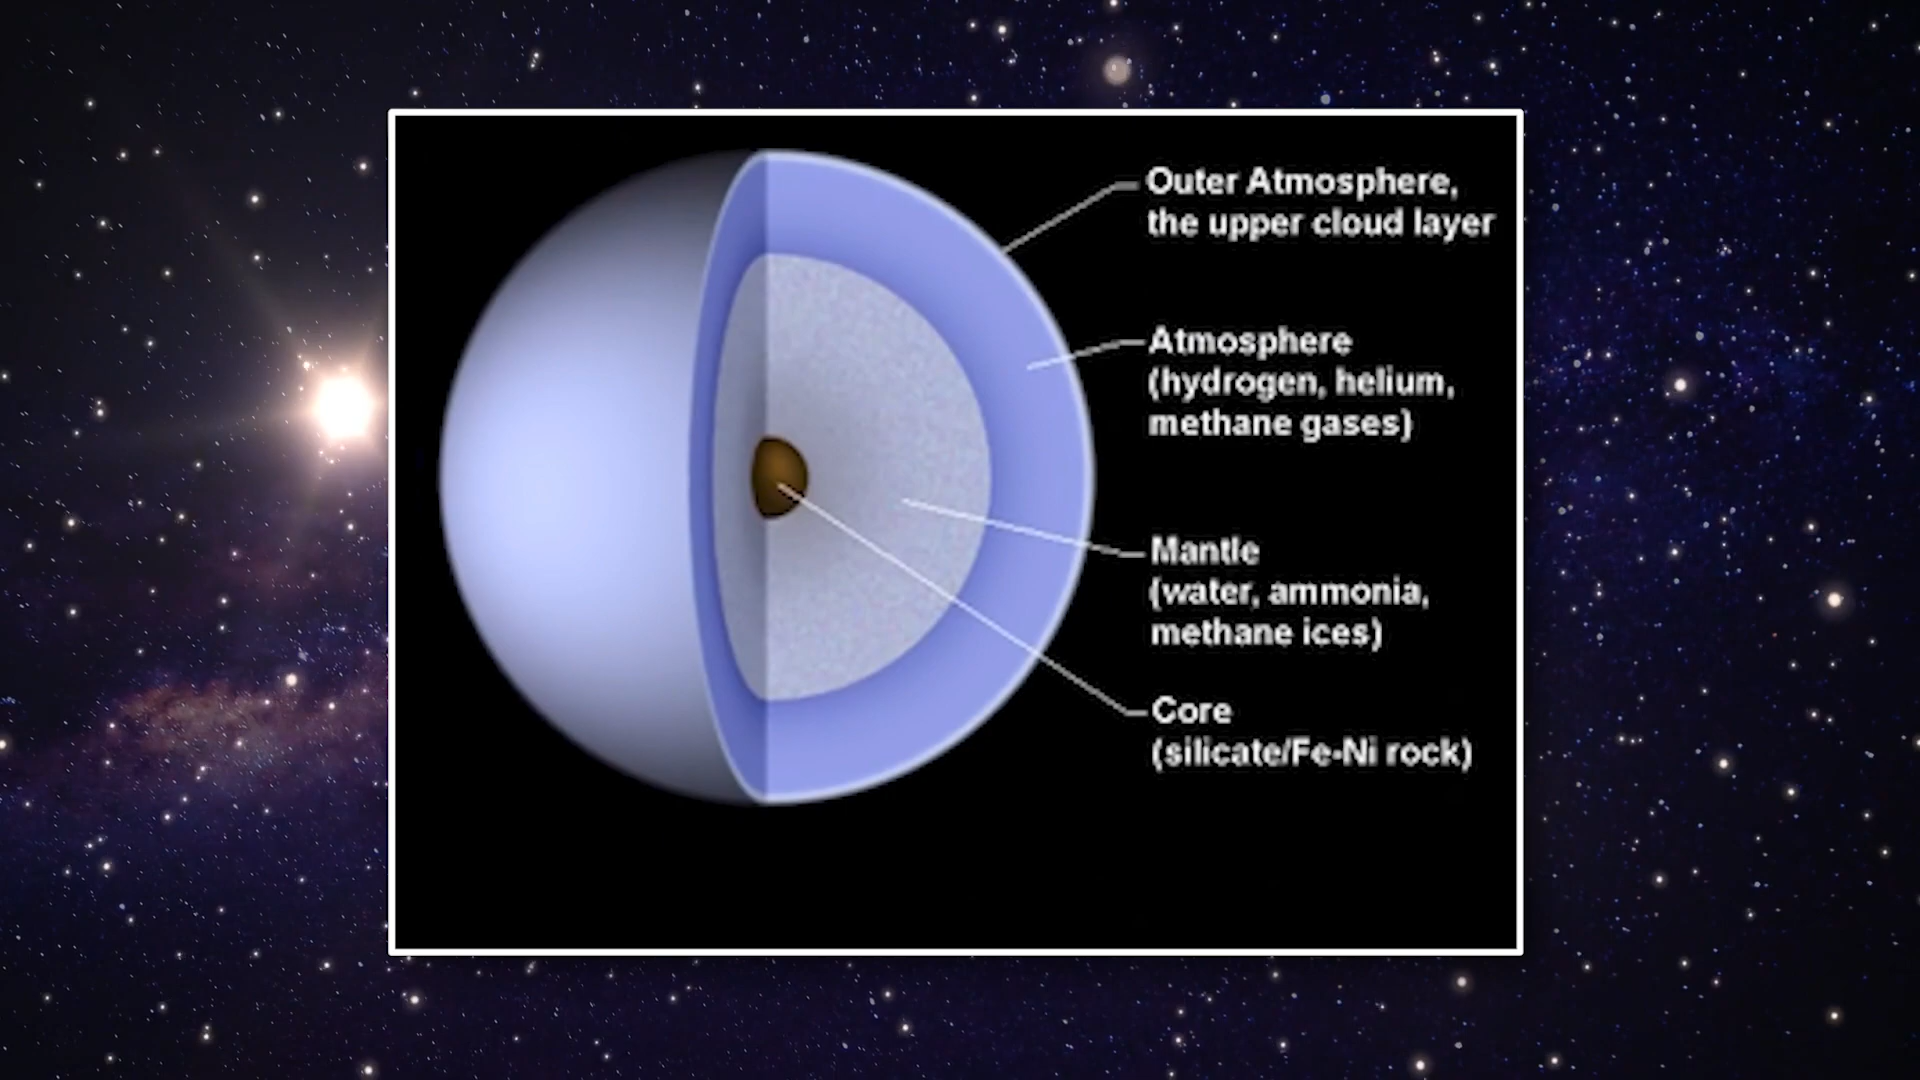 Outer Atmosphere,
the upper cloud layer
Atmosphere
(hydrogen, helium,
methane gases)
Mantle
(water, ammonia,
methane ices)
Core
(silicate/Fe-Ni rock)